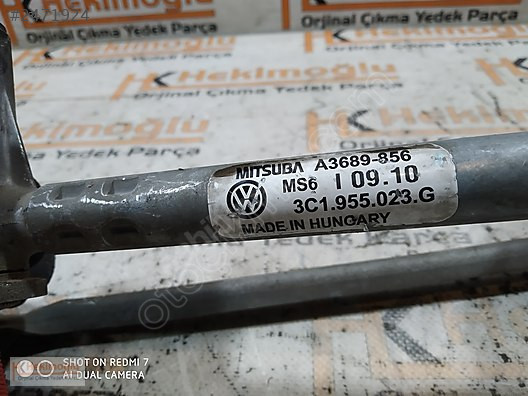 Hekimoğlu
Orjinal Çıkma Yedek Parça
MITSUBA A3689-856
MS6 I 09.10
3C1.955.023.G
MADE IN HUNGARY
SHOT ON REDMI 7
AI DUAL CAMERA